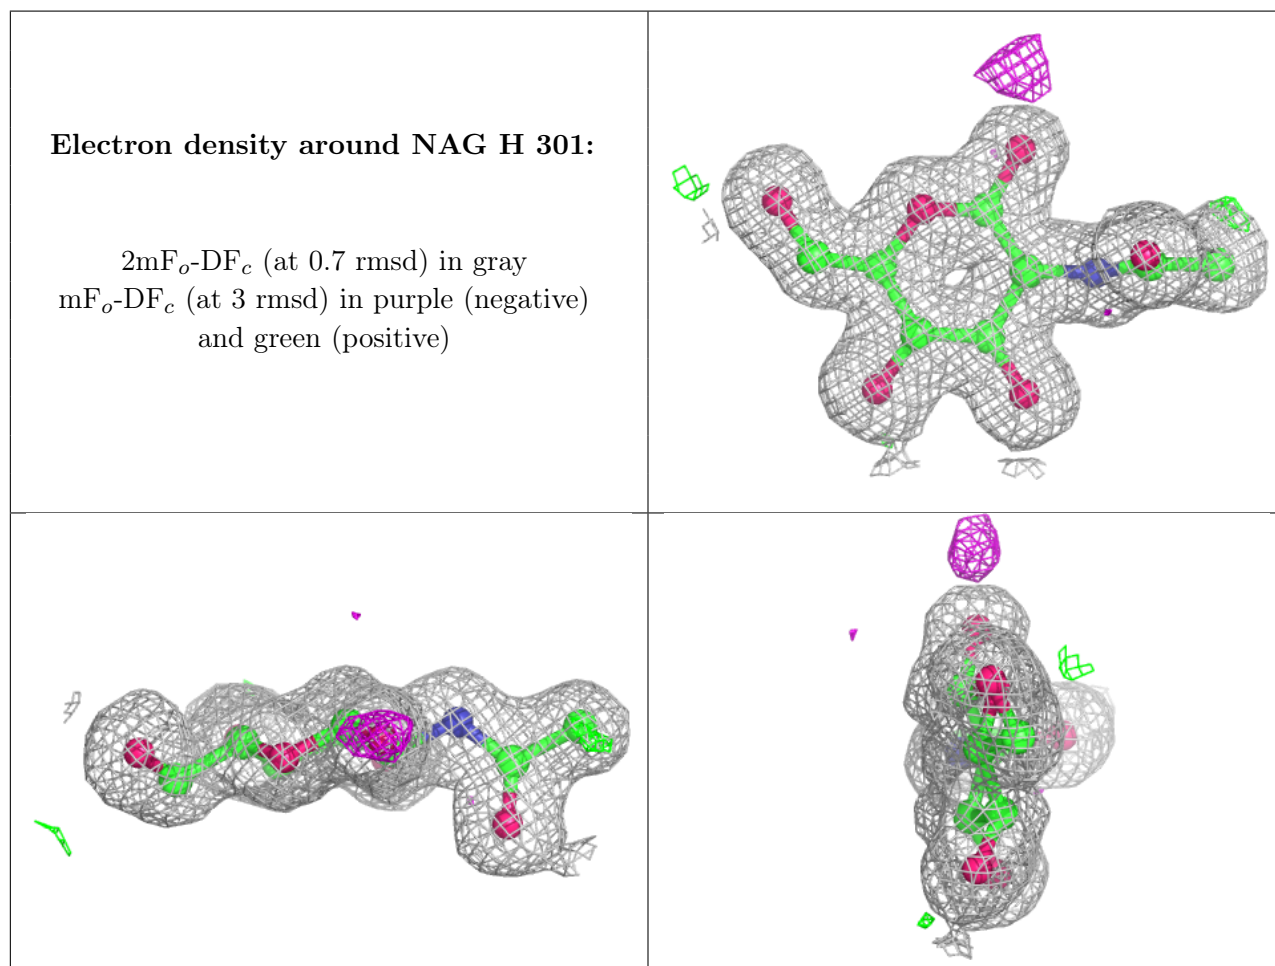 Electron density around NAG H 301:
2mFo-DFc (at 0.7 rmsd) in gray
mFo-DFc (at 3 rmsd) in purple (negative)
and green (positive)